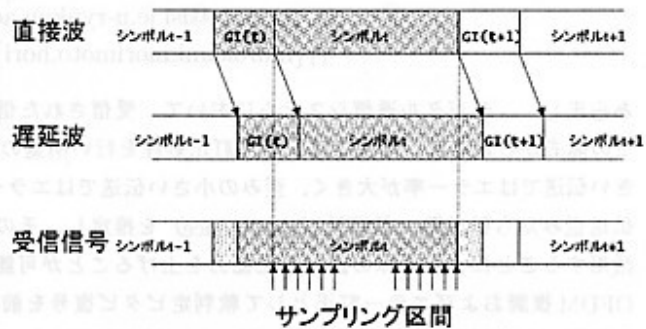 直接波 シンボルt-1 GI(t) シンボルt GI(t+1) シンボルt+1
遅延波 シンボルt-1 GI(t) シンボルt GI(t+1) シンボルt+1
受信信号 シンボルt-1 シンボルt シンボルt+1
サンプリング区間